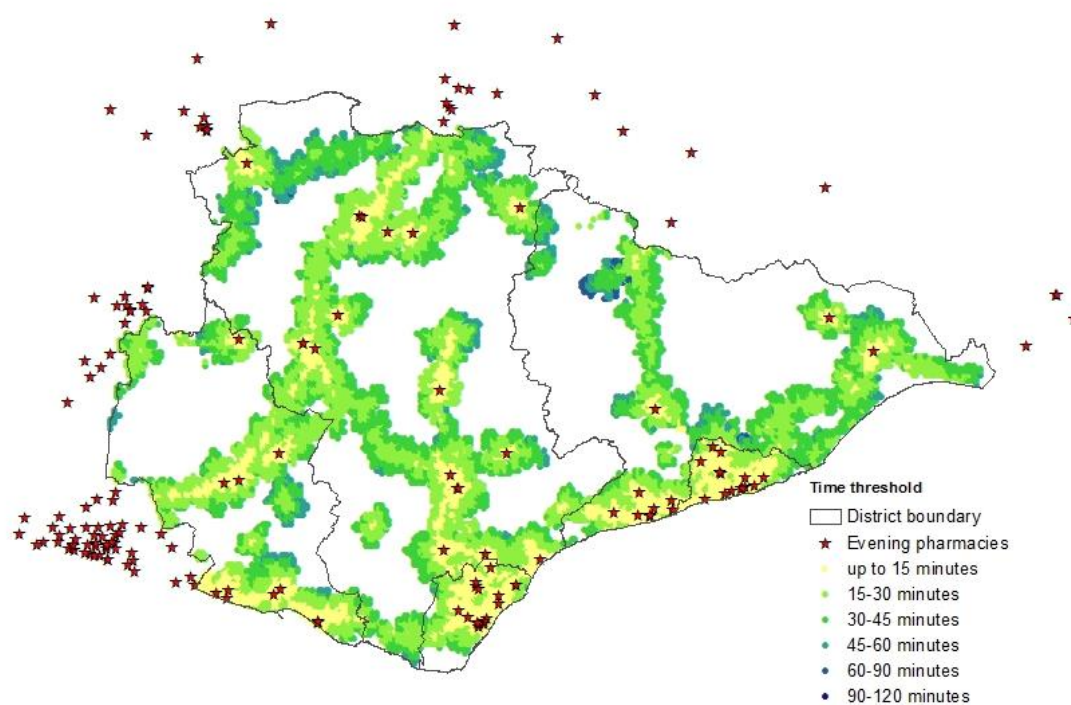 Time threshold
District boundary
Evening pharmacies
up to 15 minutes
15-30 minutes
30-45 minutes
45-60 minutes
60-90 minutes
90-120 minutes